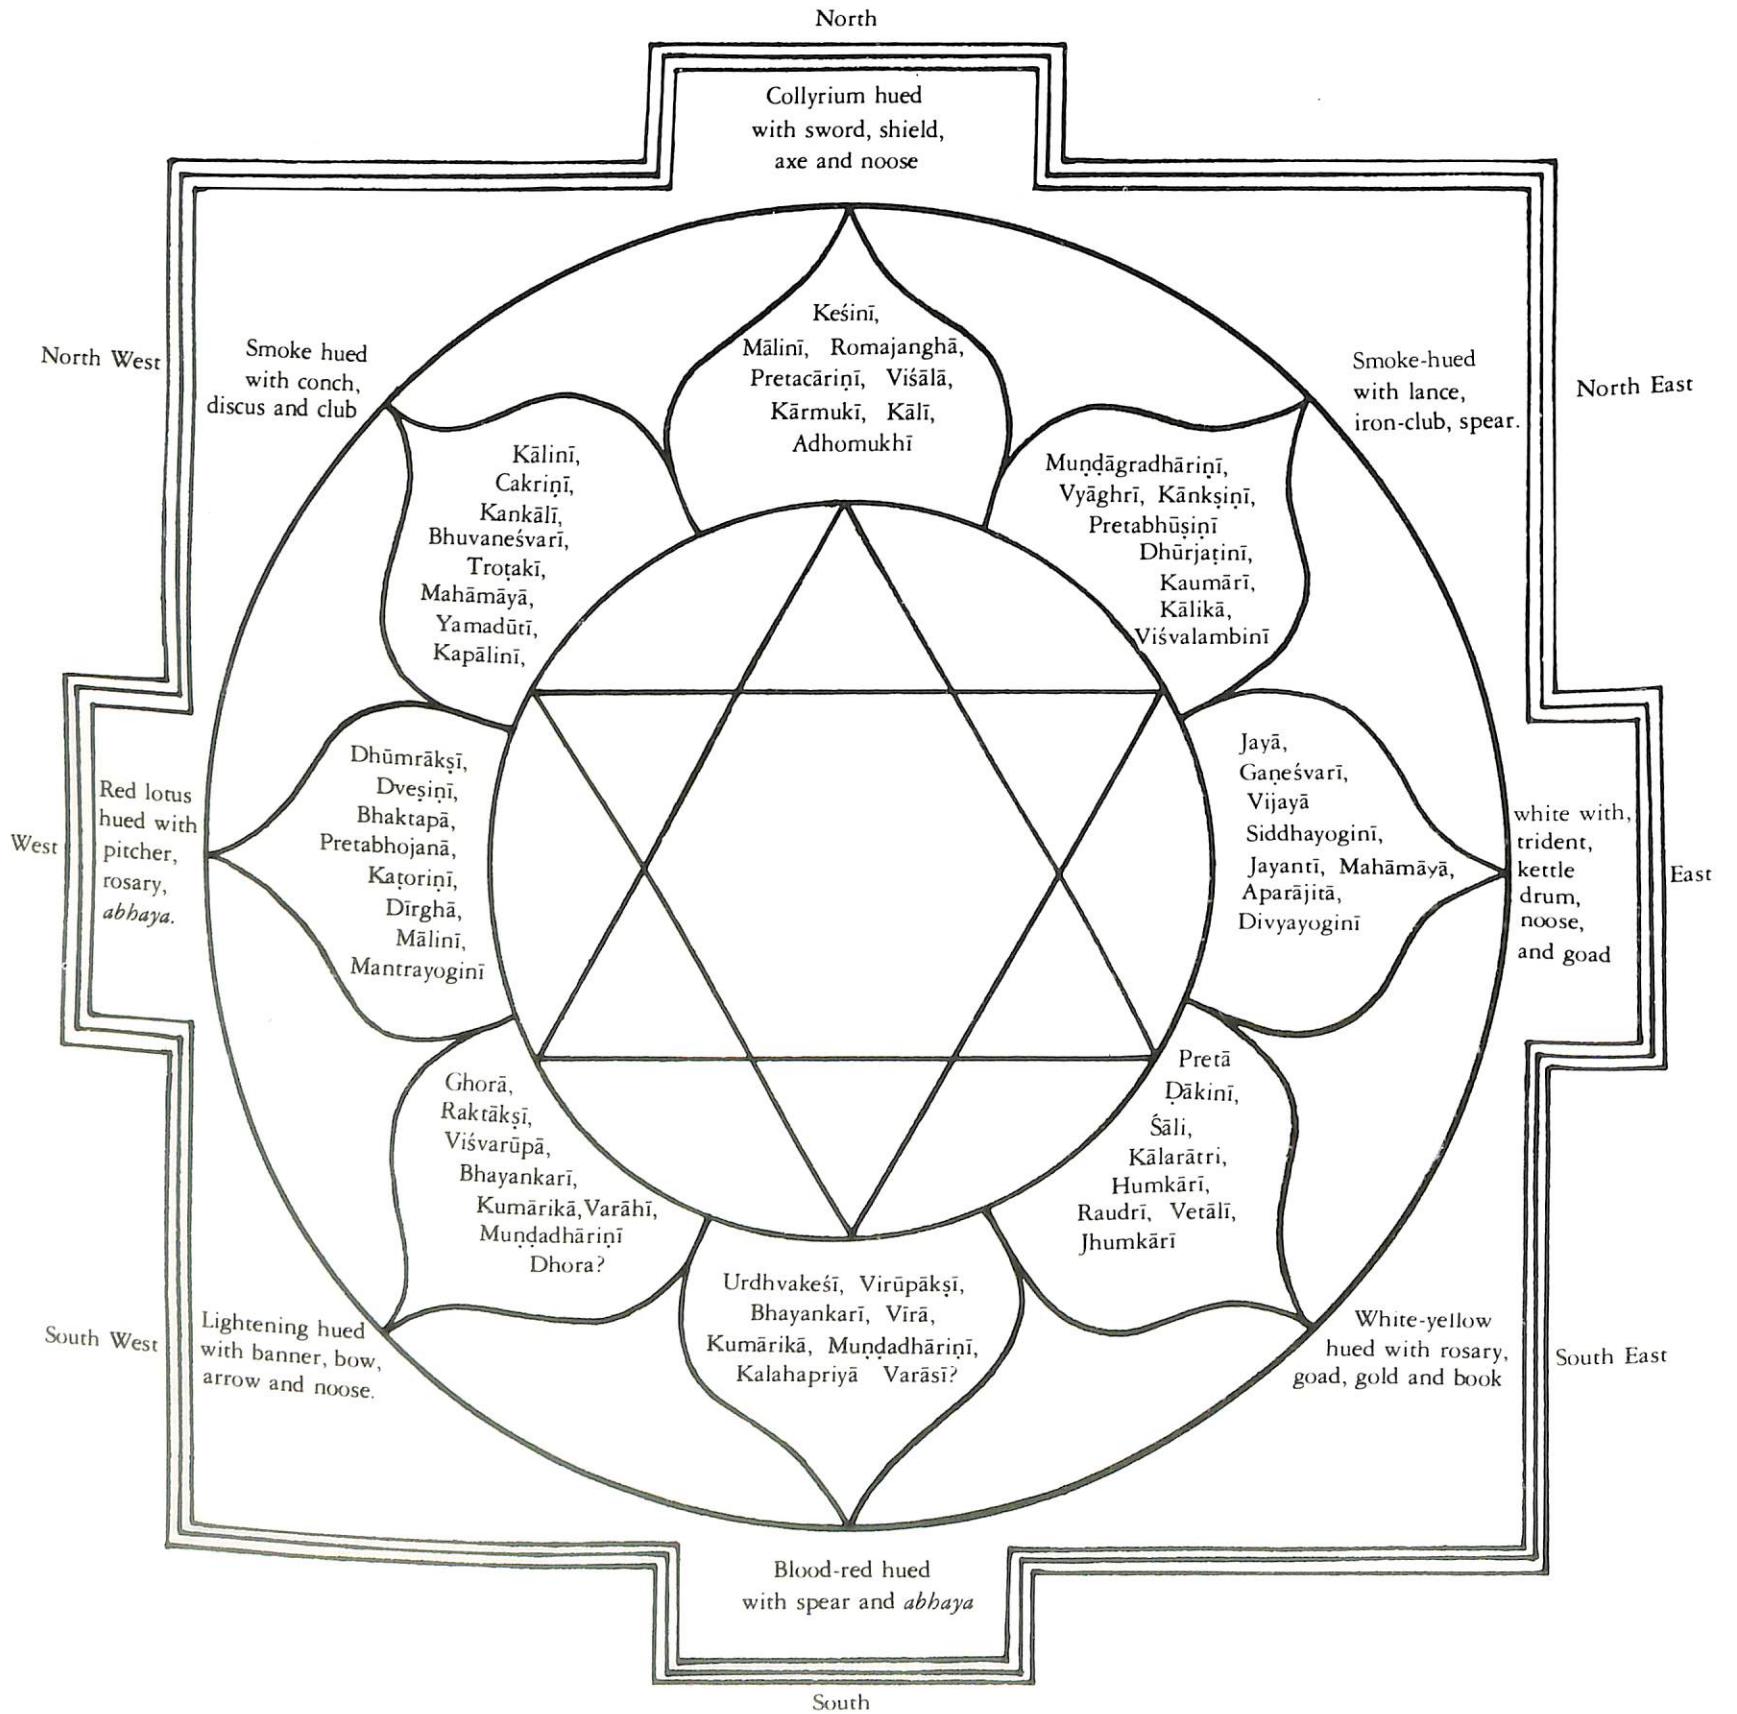 North
Collyrium hued
with sword, shield,
axe and noose
North West
Smoke hued
with conch,
discus and club
Smoke-hued
with lance,
iron-club, spear.
North East
Keśinī,
Mālinī, Romajanghā,
Pretacāriṇī, Viśālā,
Kārmukī, Kālī,
Adhomukhī
Kālinī,
Cakriṇī,
Kankālī,
Bhuvaneśvarī,
Troṭakī,
Mahāmāyā,
Yamadūtī,
Kapālinī,
Muṇḍāgradhāriṇī,
Vyāghrī, Kānkṣiṇī,
Pretabhūṣiṇī
Dhūrjaṭinī,
Kaumārī,
Kālikā,
Viśvalambinī
West
Red lotus
hued with
pitcher,
rosary,
abhaya.
Dhūmrākṣī,
Dveṣiṇī,
Bhaktapā,
Pretabhojanā,
Kaṭoriṇī,
Dīrghā,
Mālinī,
Mantrayoginī
Jayā,
Gaṇeśvarī,
Vijayā
Siddhayoginī,
Jayantī, Mahāmāyā,
Aparājitā,
Divyayoginī
white with,
trident,
kettle
drum,
noose,
and goad
East
Ghorā,
Raktākṣī,
Viśvarūpā,
Bhayankarī,
Kumārikā,Varāhī,
Muṇḍadhāriṇī
Dhora?
Pretā
Ḍākinī,
Śāli,
Kālarātri,
Humkārī,
Raudrī, Vetālī,
Jhumkārī
Urdhvakeśī, Virūpākṣī,
Bhayankarī, Vīrā,
Kumārikā, Muṇḍadhāriṇī,
Kalahapriyā Varāsī?
South West
Lightening hued
with banner, bow,
arrow and noose.
White-yellow
hued with rosary,
goad, gold and book
South East
Blood-red hued
with spear and abhaya
South